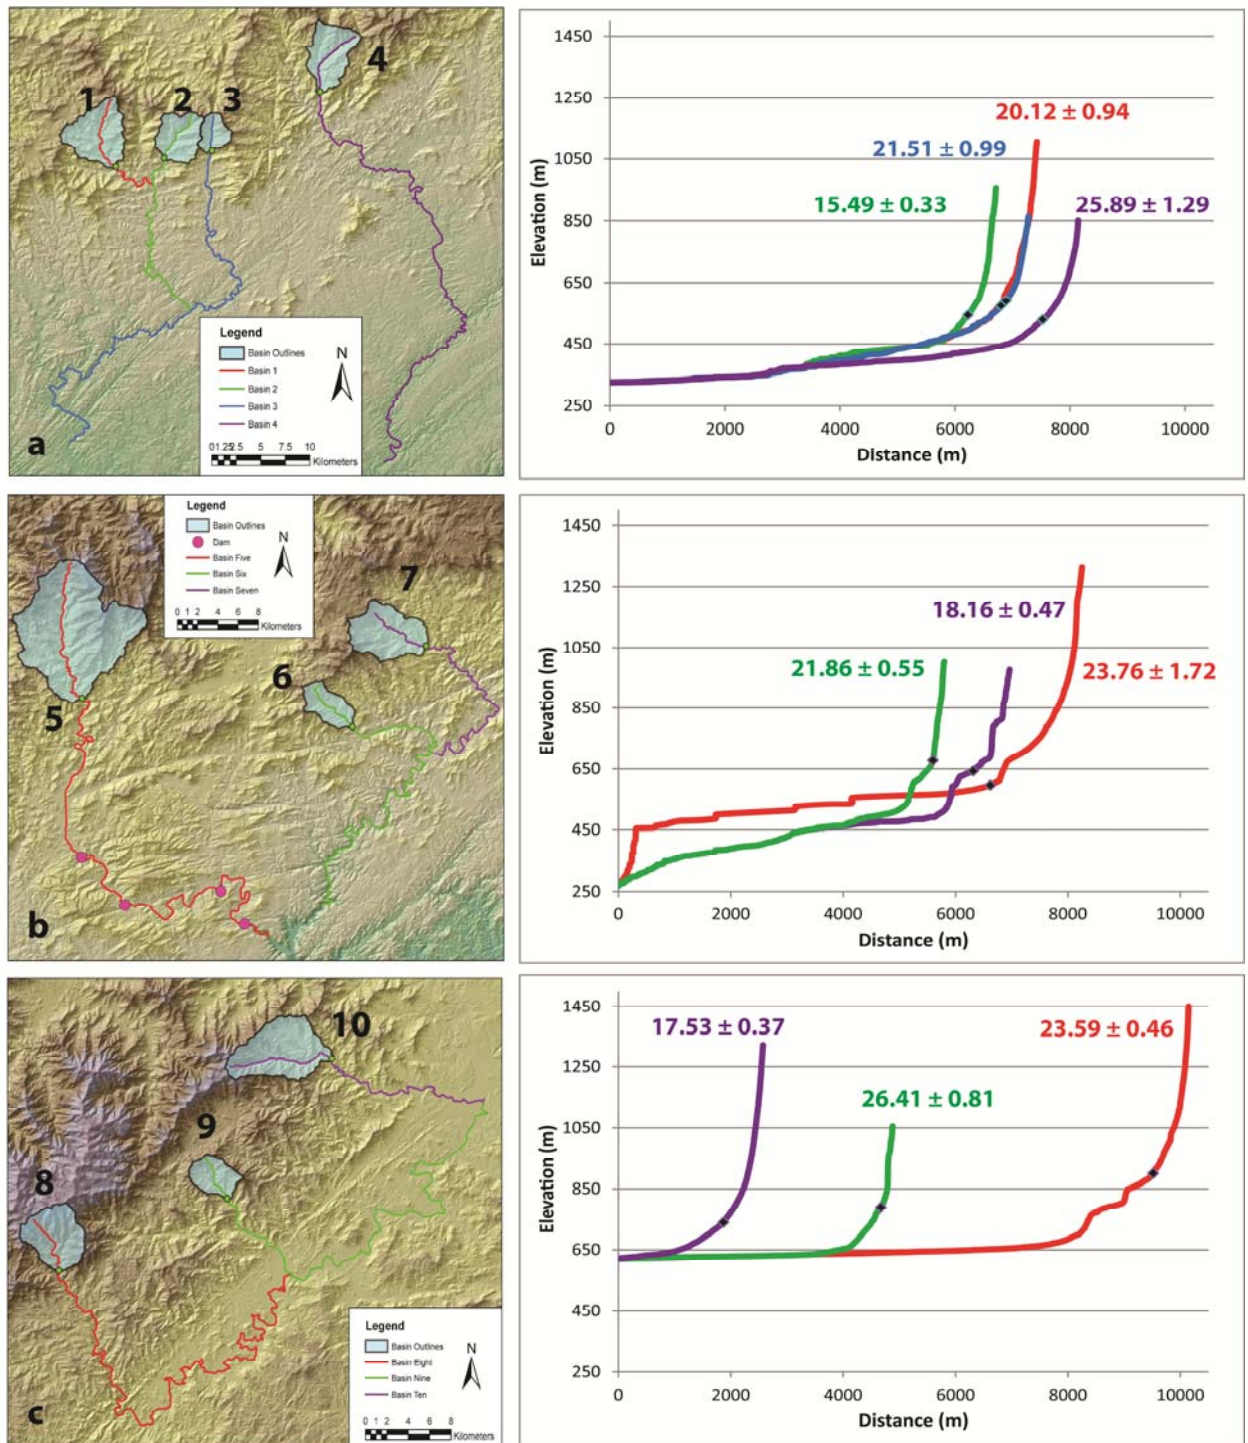 1
2
3
4
Legend
Basin Outlines
Basin 1
Basin 2
Basin 3
Basin 4
N
0 1.25 2.5 5 7.5 10
Kilometers
a
Elevation (m)
1450
1250
1050
850
650
450
250
20.12 ± 0.94
21.51 ± 0.99
15.49 ± 0.33
25.89 ± 1.29
0 2000 4000 6000 8000 10000
Distance (m)
Legend
Basin Outlines
Dam
Basin Five
Basin Six
Basin Seven
N
0 1 2 4 6 8
Kilometers
7
6
5
b
Elevation (m)
1450
1250
1050
850
650
450
250
18.16 ± 0.47
21.86 ± 0.55
23.76 ± 1.72
0 2000 4000 6000 8000 10000
Distance (m)
10
9
8
Legend
Basin Outlines
Basin Eight
Basin Nine
Basin Ten
N
0 1 2 4 6 8
Kilometers
c
Elevation (m)
1450
1250
1050
850
650
450
250
17.53 ± 0.37
23.59 ± 0.46
26.41 ± 0.81
0 2000 4000 6000 8000 10000
Distance (m)